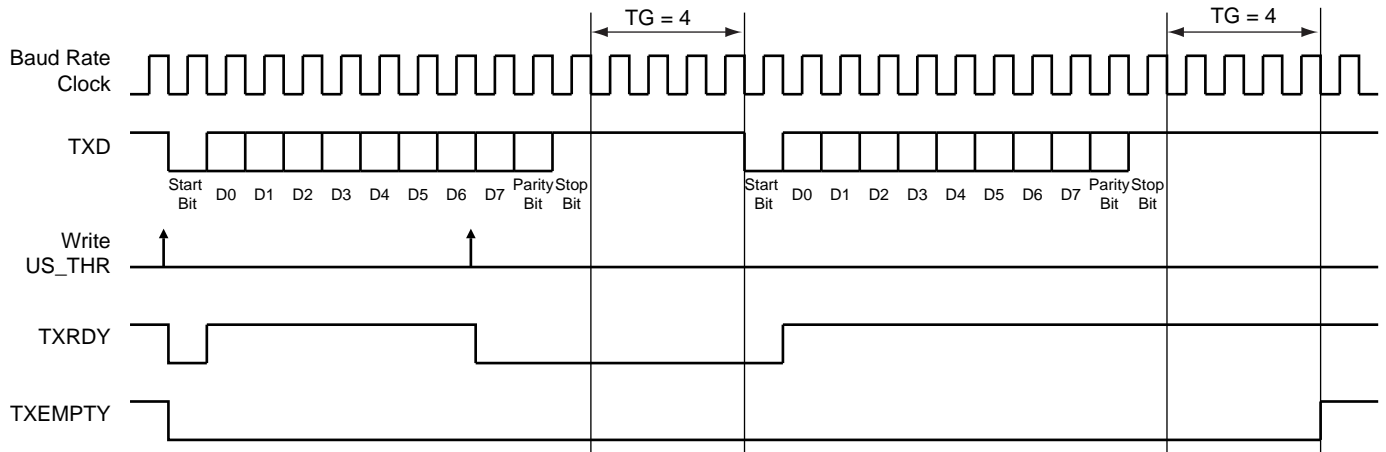 TG = 4
TG = 4
Baud Rate
Clock
TXD
Start
Bit
D0
D1
D2
D3
D4
D5
D6
D7
Parity
Bit
Stop
Bit
Start
Bit
D0
D1
D2
D3
D4
D5
D6
D7
Parity
Bit
Stop
Bit
Write
US_THR
TXRDY
TXEMPTY